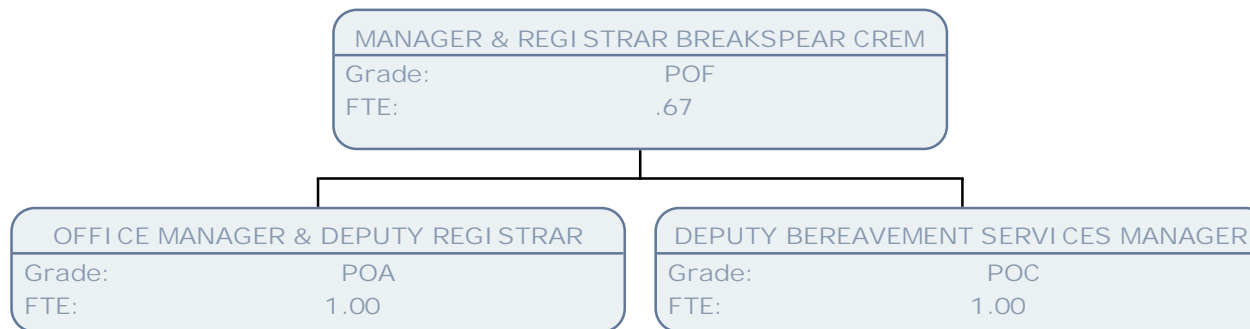 MANAGER & REGISTRAR BREAKSPEAR CREM
Grade: POF
FTE: .67
OFFICE MANAGER & DEPUTY REGISTRAR
Grade: POA
FTE: 1.00
DEPUTY BEREAVEMENT SERVICES MANAGER
Grade: POC
FTE: 1.00